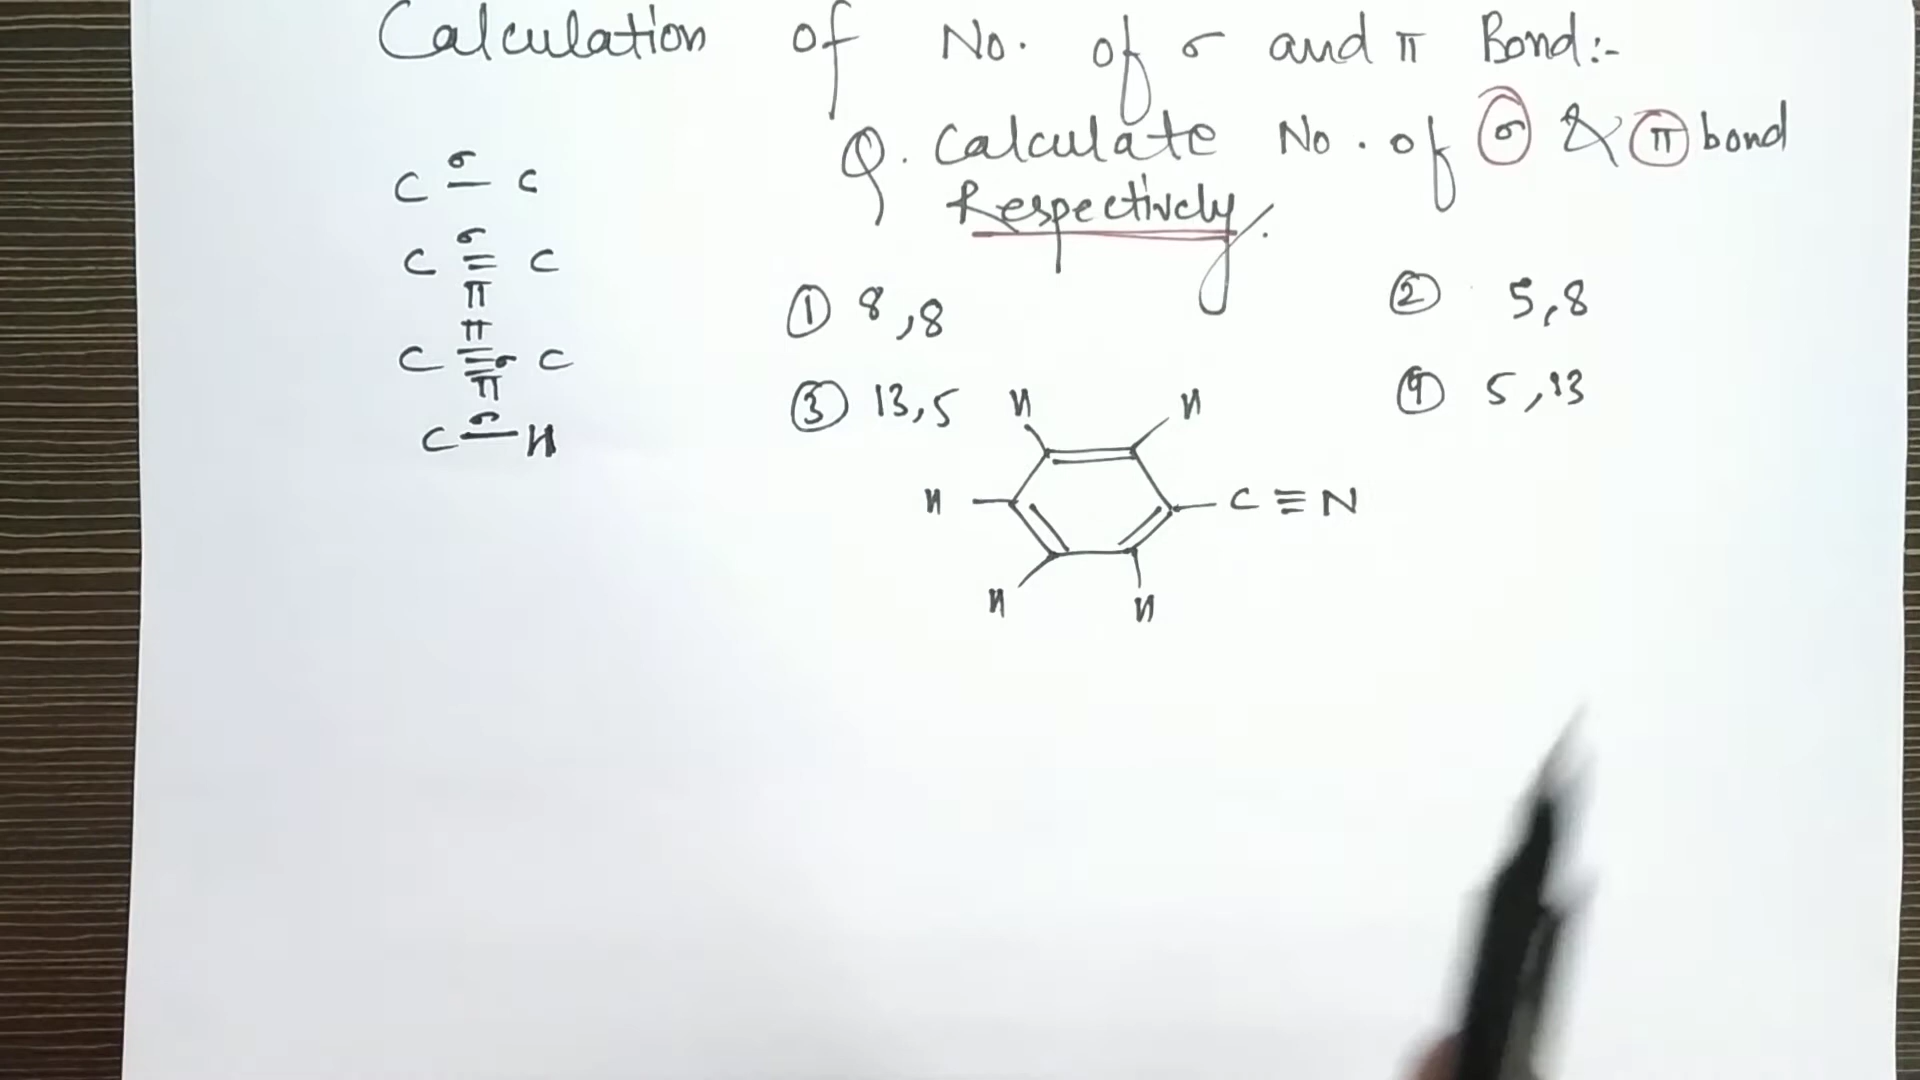 Calculation of No. of σ and π Bond:-
Q. Calculate No. of σ & π bond
Respectively.
① 8,8
② 5,8
③ 13,5
④ 5,13
σ
C — C
σ
C = C
π
π
C ≡ σ C
π
σ
C — H
H H
H C ≡ N
H H